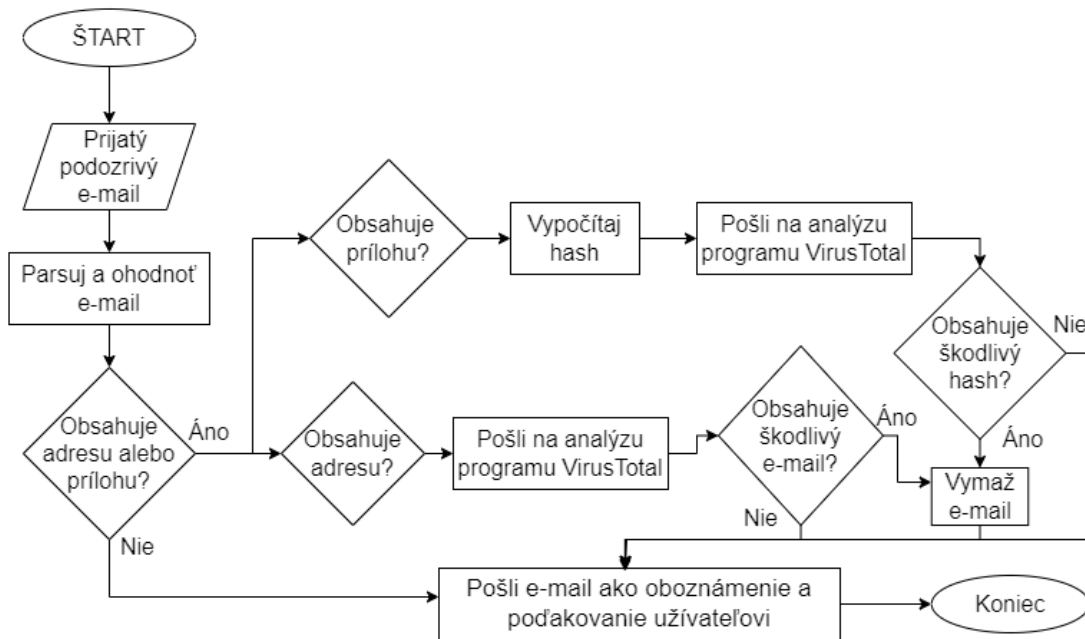 ŠTART
Prijatý
podozrivý
e-mail
Parsuj a ohodnoť
e-mail
Obsahuje
adresu alebo
prílohu?
Áno
Nie
Obsahuje
prílohu?
Vypočítaj
hash
Pošli na analýzu
programu VirusTotal
Obsahuje
škodlivý
hash?
Nie
Áno
Obsahuje
adresu?
Pošli na analýzu
programu VirusTotal
Obsahuje
škodlivý
e-mail?
Áno
Nie
Vymaž
e-mail
Pošli e-mail ako oboznámenie a
poďakovanie užívateľovi
Koniec